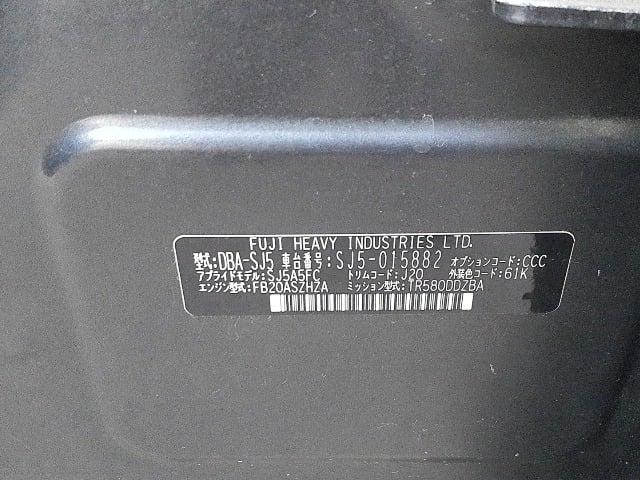 FUJI HEAVY INDUSTRIES LTD.
型式:DBA-SJ5 車台番号:SJ5-015882 オプションコード:CCC
アプライドモデル:SJ5A5FC トリムコード:J20 外装色コード:61K
エンジン型式:FB20ASZHZA ミッション型式:TR580DDZBA